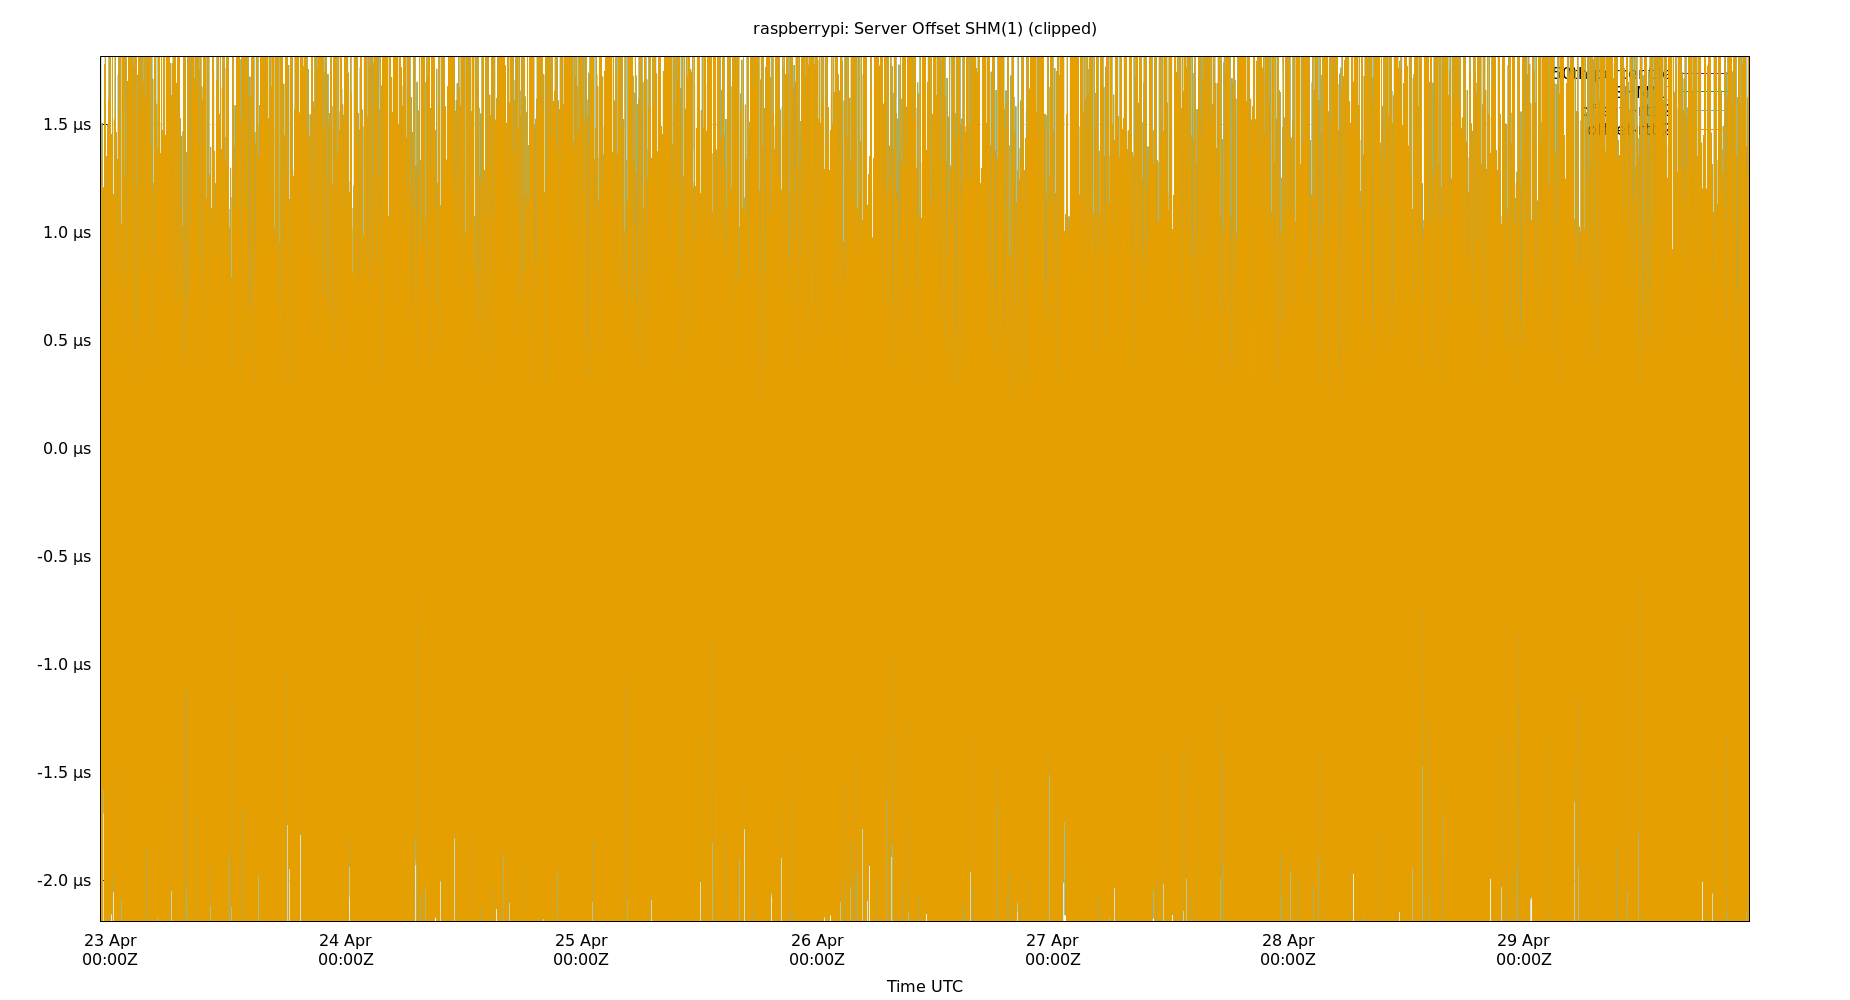 raspberrypi: Server Offset SHM(1) (clipped)
1.5 µs
1.0 µs
0.5 µs
0.0 µs
-0.5 µs
-1.0 µs
-1.5 µs
-2.0 µs
23 Apr 24 Apr 25 Apr 26 Apr 27 Apr 28 Apr 29 Apr
00:00Z 00:00Z 00:00Z 00:00Z 00:00Z 00:00Z 00:00Z
Time UTC